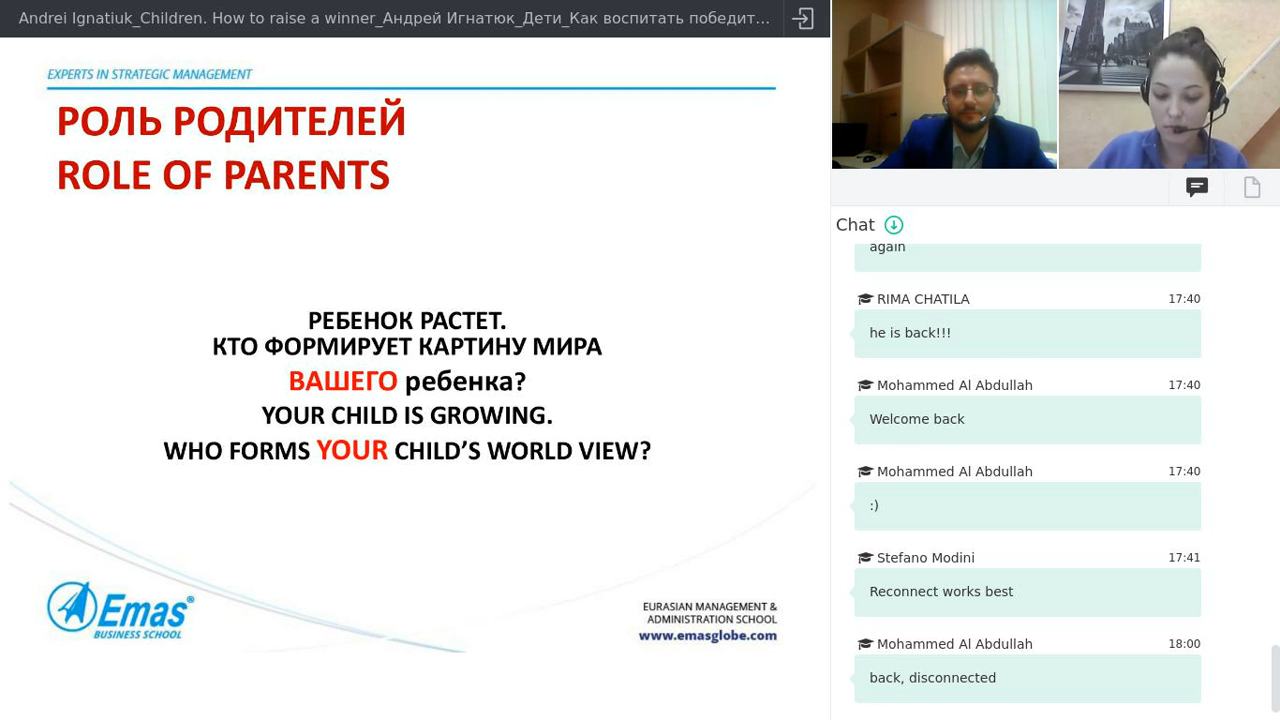 Andrei Ignatiuk_Children. How to raise a winner_Андрей Игнатюк_Дети_Как воспитать победит...
EXPERTS IN STRATEGIC MANAGEMENT
РОЛЬ РОДИТЕЛЕЙ
ROLE OF PARENTS
РЕБЕНОК РАСТЕТ.
КТО ФОРМИРУЕТ КАРТИНУ МИРА
ВАШЕГО ребенка?
YOUR CHILD IS GROWING.
WHO FORMS YOUR CHILD’S WORLD VIEW?
Emas®
BUSINESS SCHOOL
EURASIAN MANAGEMENT &
ADMINISTRATION SCHOOL
www.emasglobe.com
Chat
again
RIMA CHATILA 17:40
he is back!!!
Mohammed Al Abdullah 17:40
Welcome back
Mohammed Al Abdullah 17:40
:)
Stefano Modini 17:41
Reconnect works best
Mohammed Al Abdullah 18:00
back, disconnected